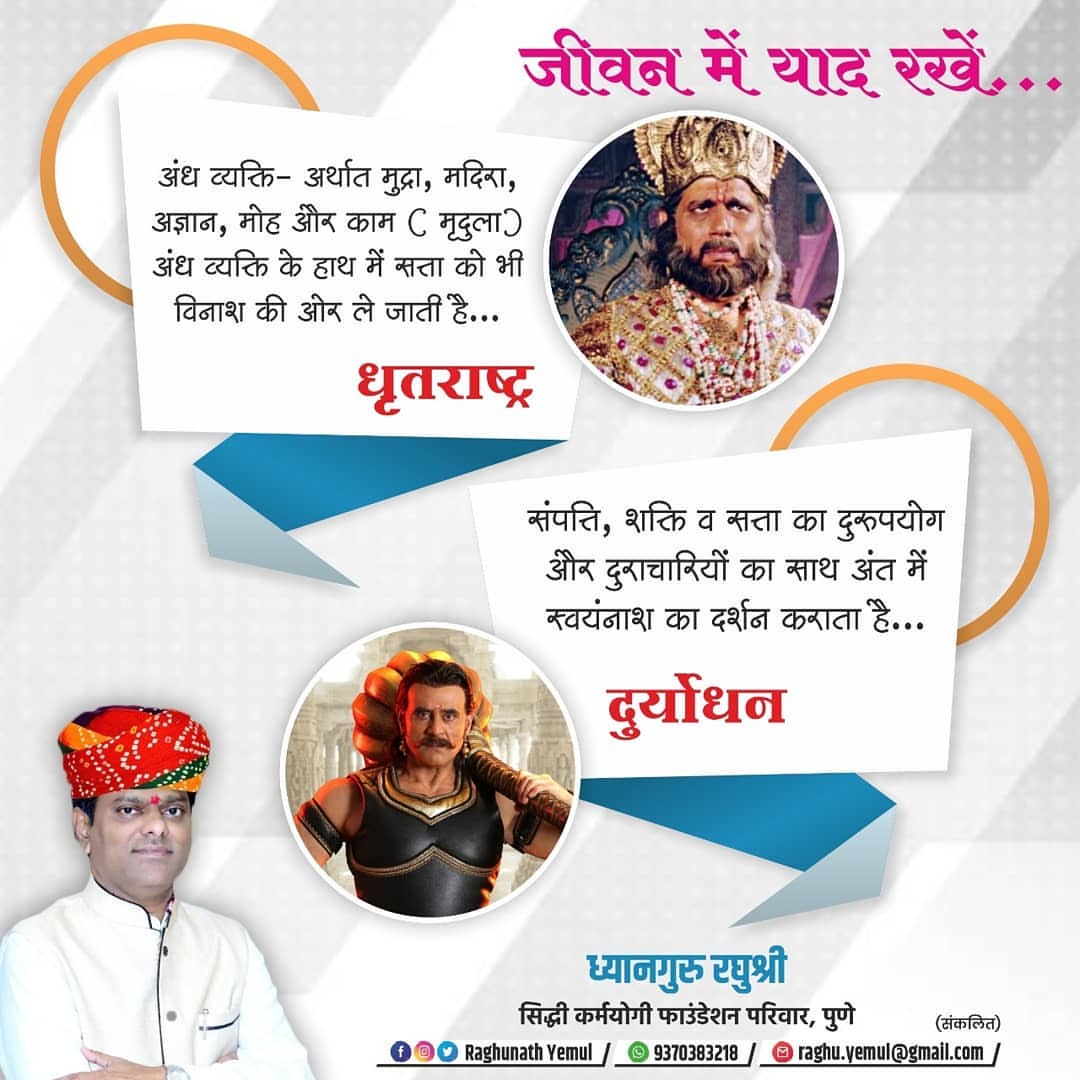 जीवन में याद रखें...
अंध व्यक्ति- अर्थात मुद्रा, मदिरा,
अज्ञान, मोह और काम ( मृदुला)
अंध व्यक्ति के हाथ में सत्ता को भी
विनाश की ओर ले जाती है...
धृतराष्ट्र
संपत्ति, शक्ति व सत्ता का दुरुपयोग
और दुराचारियों का साथ अंत में
स्वयंनाश का दर्शन कराता है...
दुर्योधन
ध्यानगुरु रघुश्री
सिद्धी कर्मयोगी फाउंडेशन परिवार, पुणे
(संकलित)
Raghunath Yemul / 9370383218 / raghu.yemul@gmail.com /